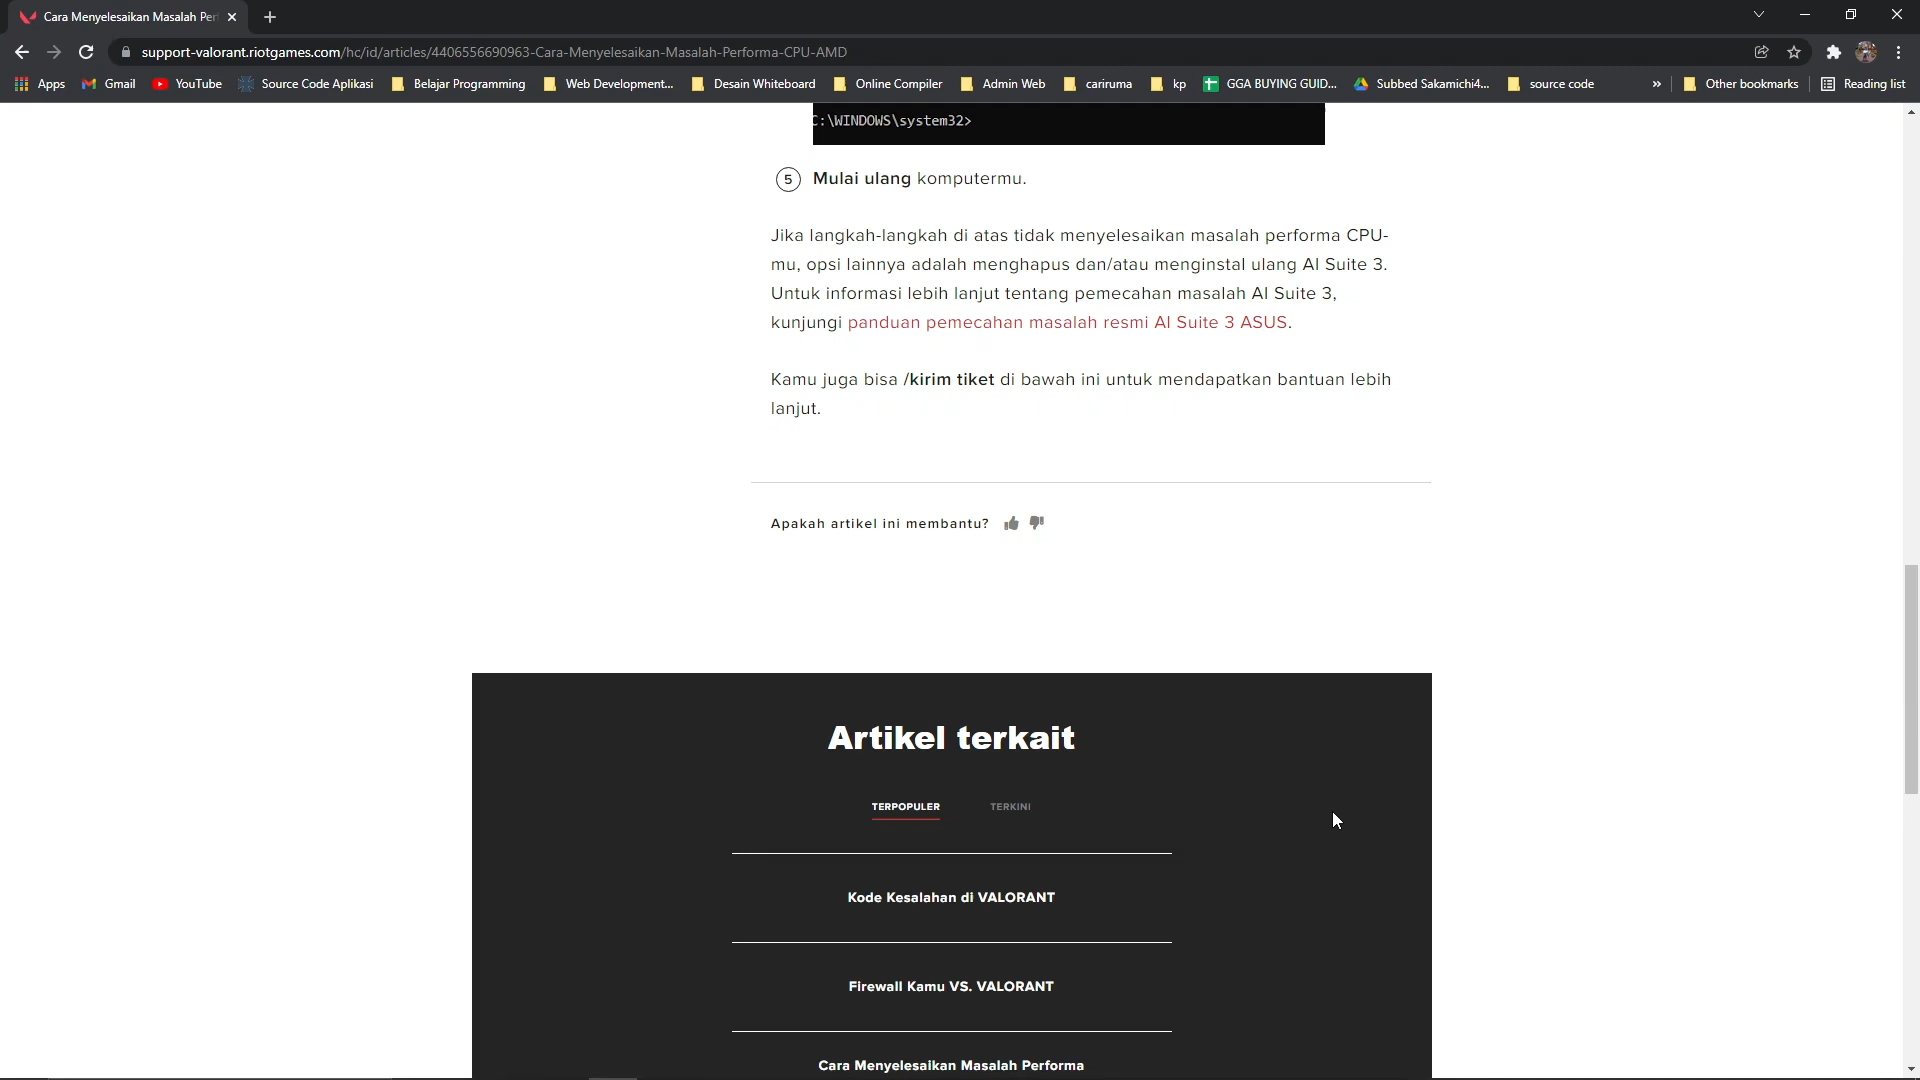 Cara Menyelesaikan Masalah Per
support-valorant.riotgames.com/hc/id/articles/4406556690963-Cara-Menyelesaikan-Masalah-Performa-CPU-AMD
Apps Gmail YouTube Source Code Aplikasi Belajar Programming Web Development... Desain Whiteboard Online Compiler Admin Web cariruma kp GGA BUYING GUID... Subbed Sakamichi4... source code » Other bookmarks Reading list
C:\WINDOWS\system32>
5 Mulai ulang komputermu.
Jika langkah-langkah di atas tidak menyelesaikan masalah performa CPU-
mu, opsi lainnya adalah menghapus dan/atau menginstal ulang AI Suite 3.
Untuk informasi lebih lanjut tentang pemecahan masalah AI Suite 3,
kunjungi panduan pemecahan masalah resmi AI Suite 3 ASUS.
Kamu juga bisa /kirim tiket di bawah ini untuk mendapatkan bantuan lebih
lanjut.
Apakah artikel ini membantu?
Artikel terkait
TERPOPULER TERKINI
Kode Kesalahan di VALORANT
Firewall Kamu VS. VALORANT
Cara Menyelesaikan Masalah Performa